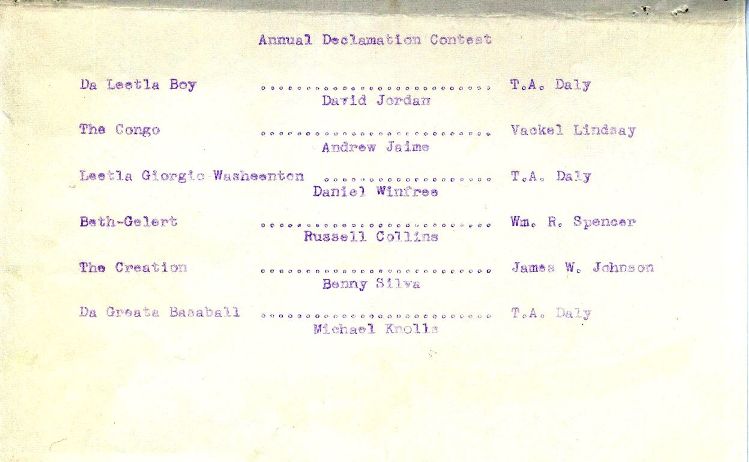 Annual Declamation Contest
Da Leetla Boy .......................... T.A. Daly
David Jordan
The Congo .......................... Vackel Lindsay
Andrew Jaime
Leetla Giorgio Washeenton ................... T.A. Daly
Daniel Winfree
Beth-Gelert .......................... Wm. R. Spencer
Russell Collins
The Creation .......................... James W. Johnson
Benny Silva
Da Greata Basaball .......................... T.A. Daly
Michael Knolls